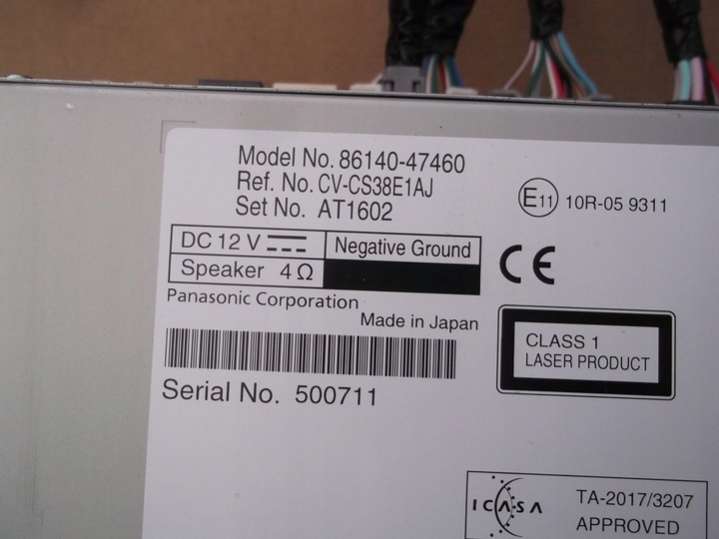 Model No. 86140-47460
Ref. No. CV-CS38E1AJ
Set No. AT1602
E11 10R-05 9311
DC 12 V Negative Ground
Speaker 4 Ω
CE
Panasonic Corporation
Made in Japan
CLASS 1
LASER PRODUCT
Serial No. 500711
ICASA
TA-2017/3207
APPROVED